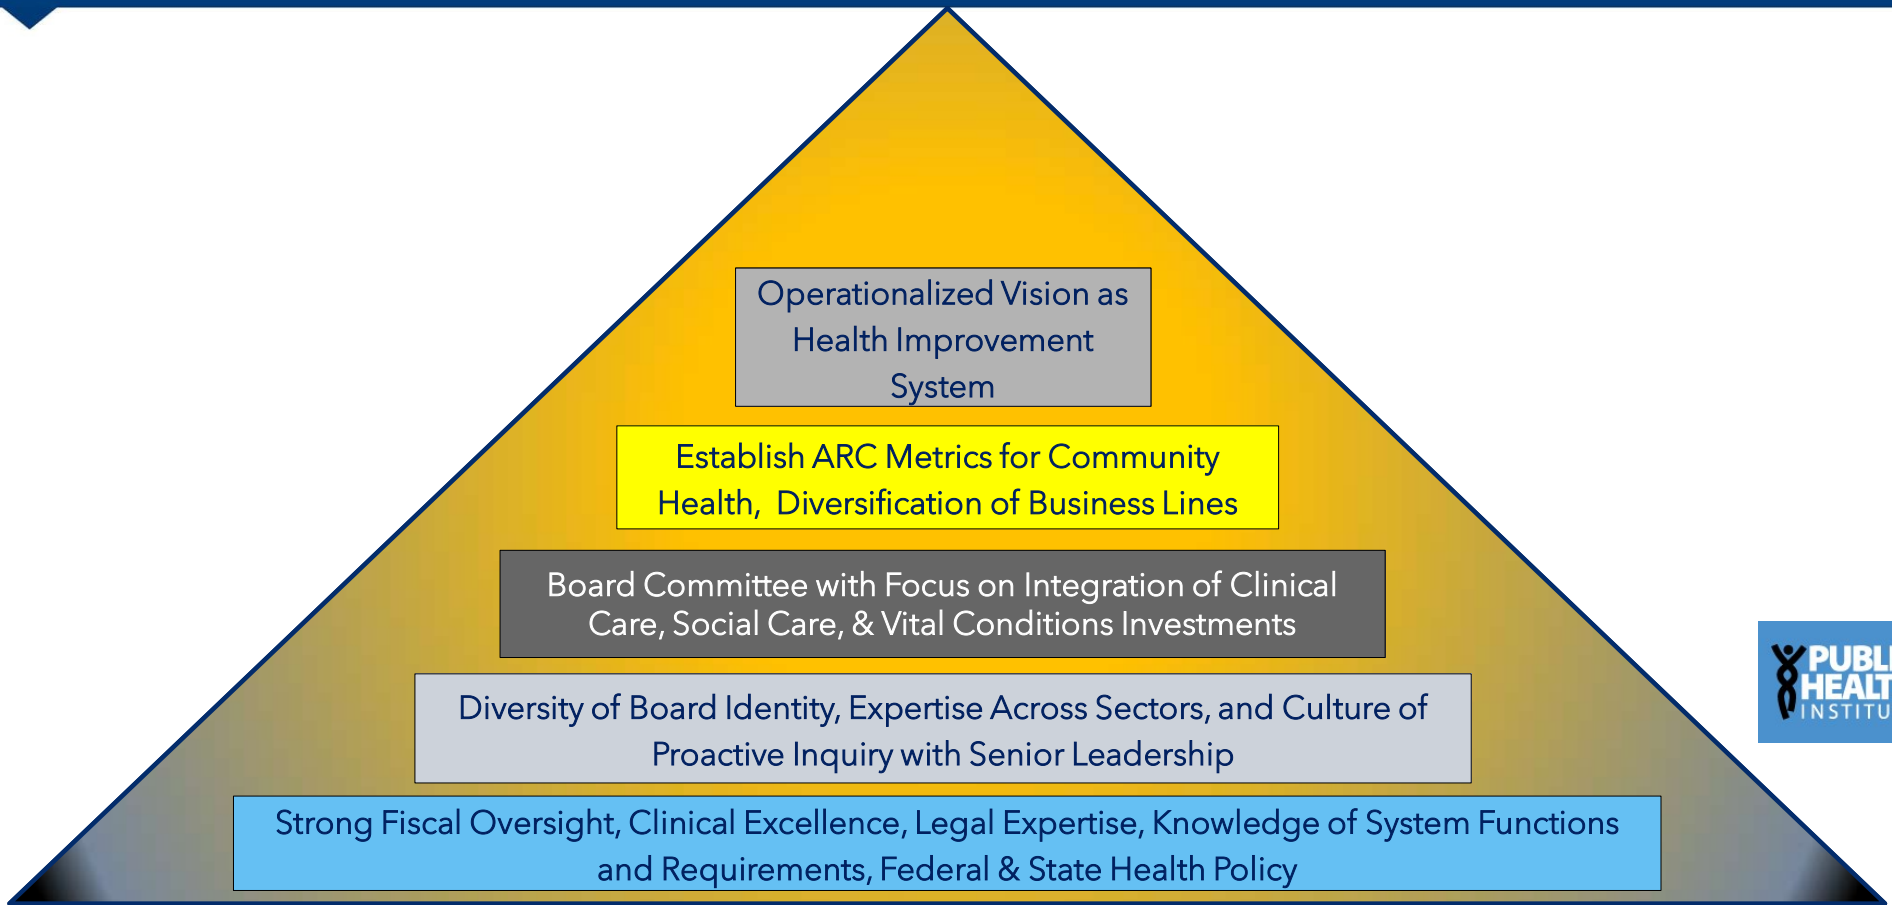 Operationalized Vision as
Health Improvement
System
Establish ARC Metrics for Community
Health, Diversification of Business Lines
Board Committee with Focus on Integration of Clinical
Care, Social Care, & Vital Conditions Investments
Diversity of Board Identity, Expertise Across Sectors, and Culture of
Proactive Inquiry with Senior Leadership
Strong Fiscal Oversight, Clinical Excellence, Legal Expertise, Knowledge of System Functions
and Requirements, Federal & State Health Policy
PUBLI
HEALT
INSTITU